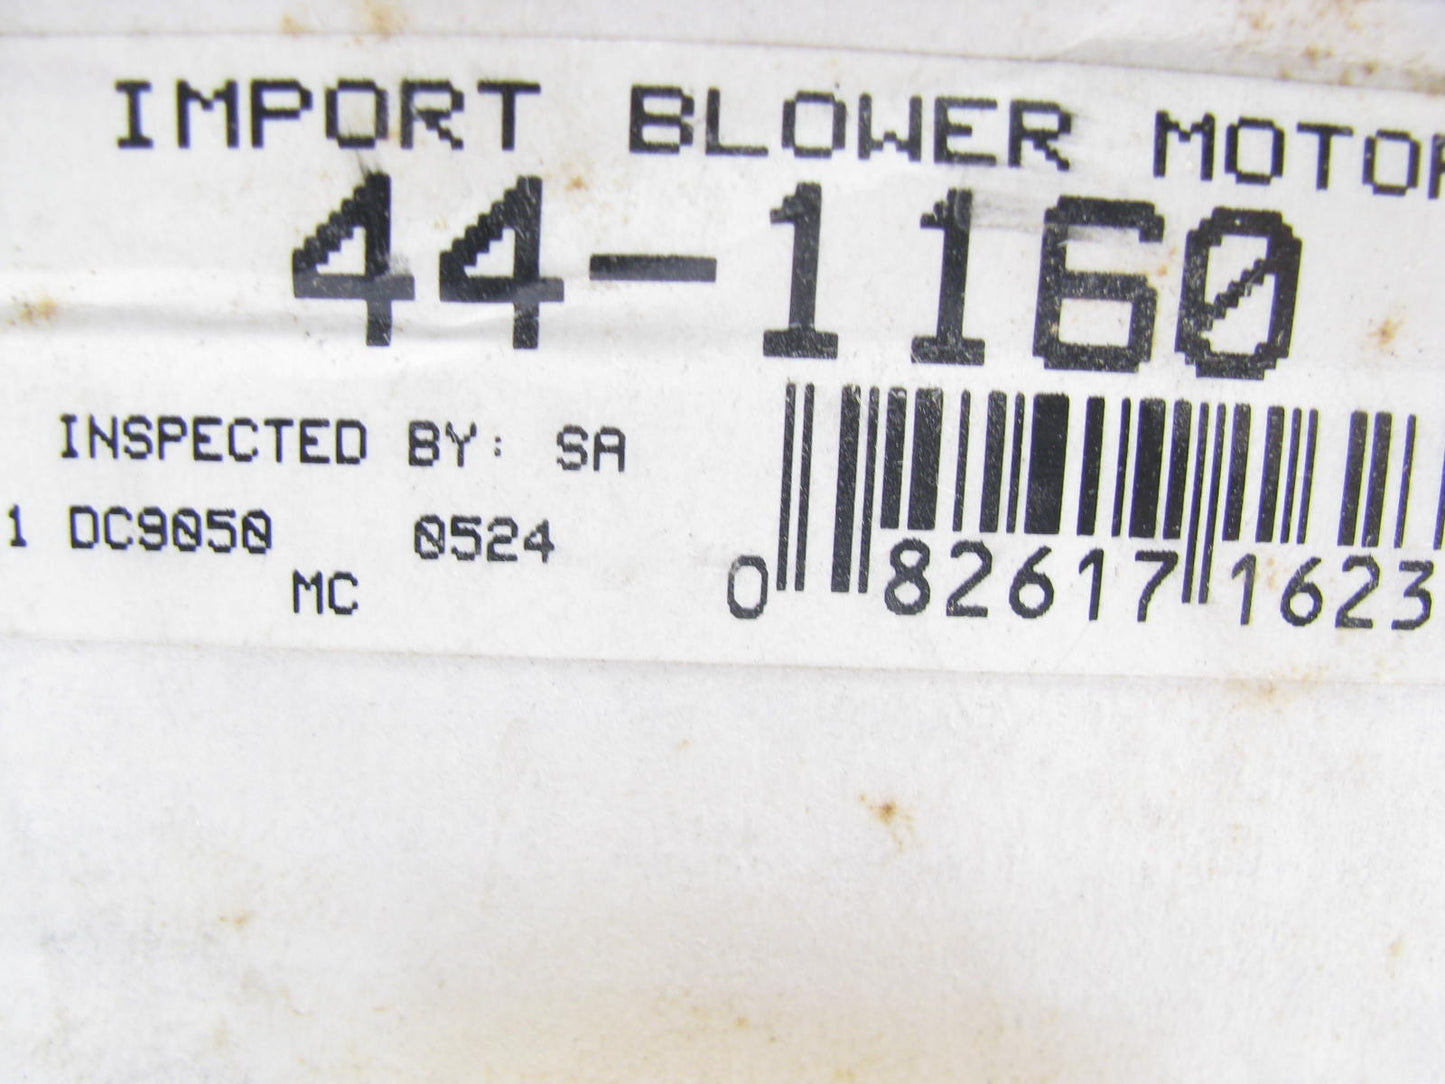 IMPORT BLOWER MOTOR
44-1160
INSPECTED BY: SA
1 DC9050 0524
MC
0 82617 1623